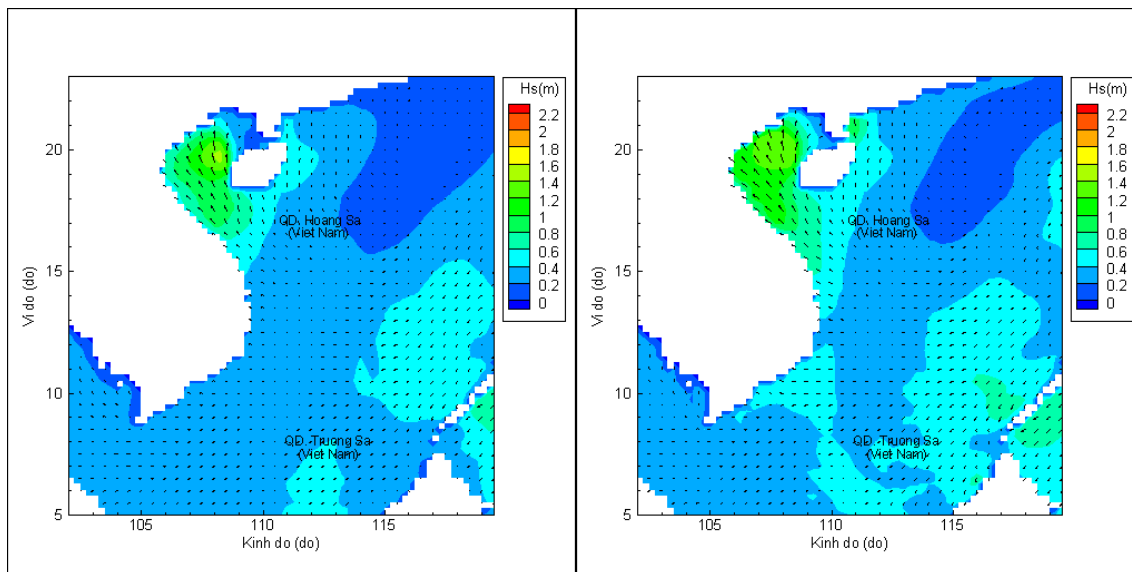 Hs(m)
2.2
2
1.8
1.6
1.4
1.2
1
0.8
0.6
0.4
0.2
0
20
15
10
5
Vi do (do)
QD. Hoang Sa
(Viet Nam)
QD. Truong Sa
(Viet Nam)
105
110
115
Kinh do (do)
Hs(m)
2.2
2
1.8
1.6
1.4
1.2
1
0.8
0.6
0.4
0.2
0
20
15
10
5
Vi do (do)
QD. Hoang Sa
(Viet Nam)
QD. Truong Sa
(Viet Nam)
105
110
115
Kinh do (do)